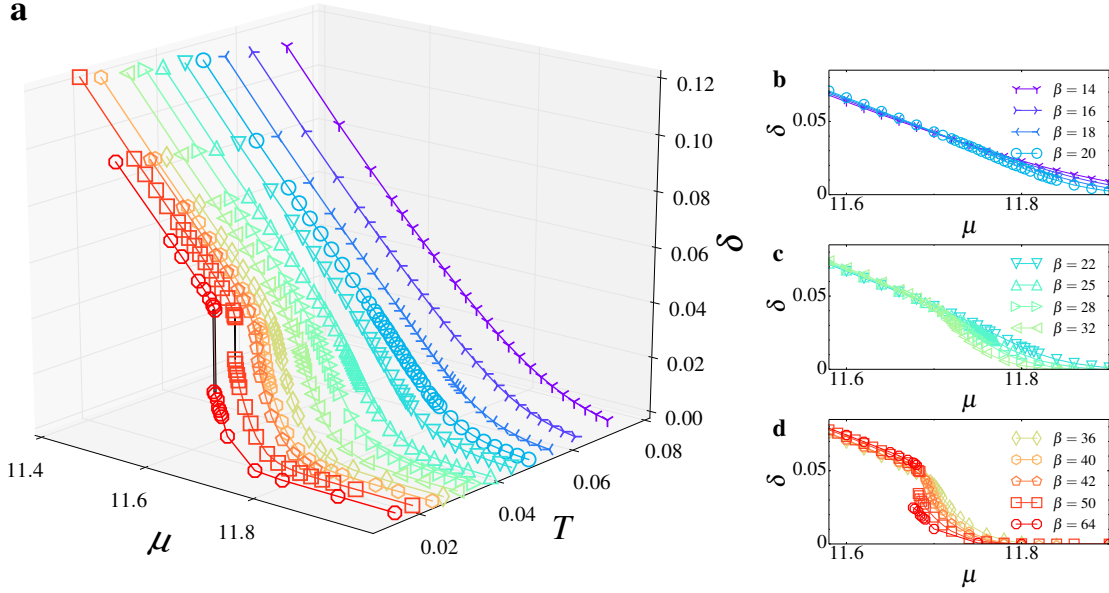 a
0.12
0.10
0.08
0.06
0.04
0.02
0.00
δ
11.4
11.6
11.8
μ
0.02
0.04
0.06
0.08
T
b
δ
0.05
0
11.6
11.8
μ
β = 14
β = 16
β = 18
β = 20
c
δ
0.05
0
11.6
11.8
μ
β = 22
β = 25
β = 28
β = 32
d
δ
0.05
0
11.6
11.8
μ
β = 36
β = 40
β = 42
β = 50
β = 64